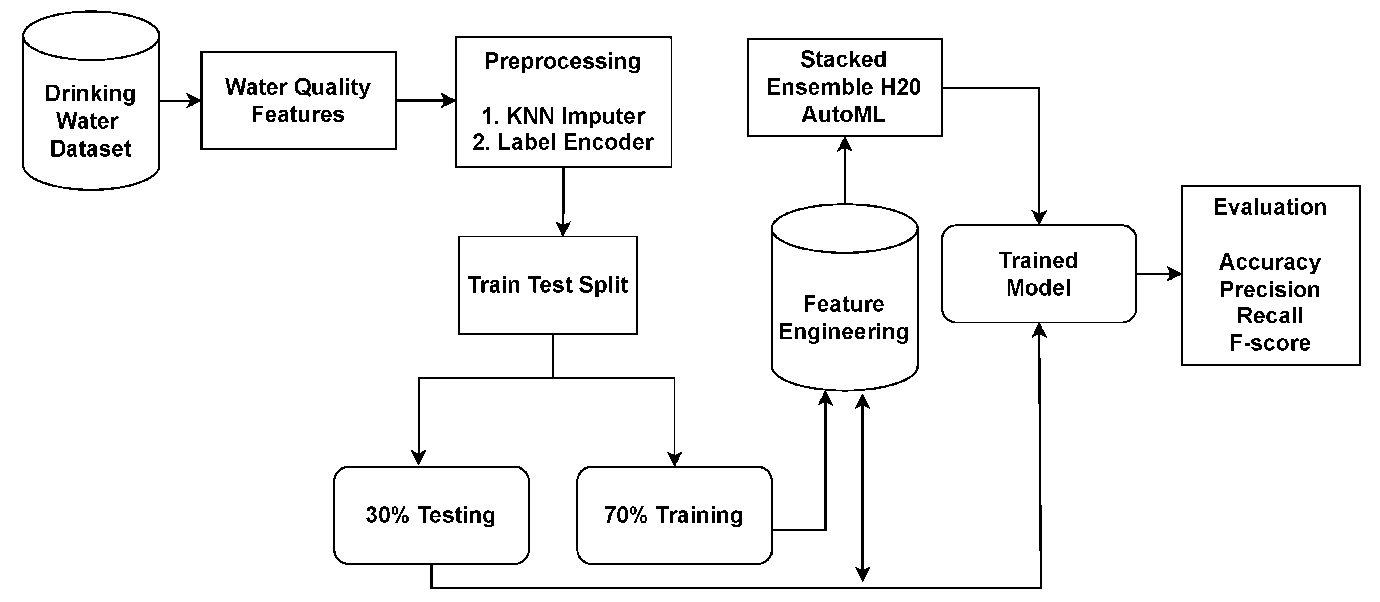 Drinking
Water
Dataset
Water Quality
Features
Preprocessing
1. KNN Imputer
2. Label Encoder
Train Test Split
30% Testing
70% Training
Feature
Engineering
Stacked
Ensemble H20
AutoML
Trained
Model
Evaluation
Accuracy
Precision
Recall
F-score